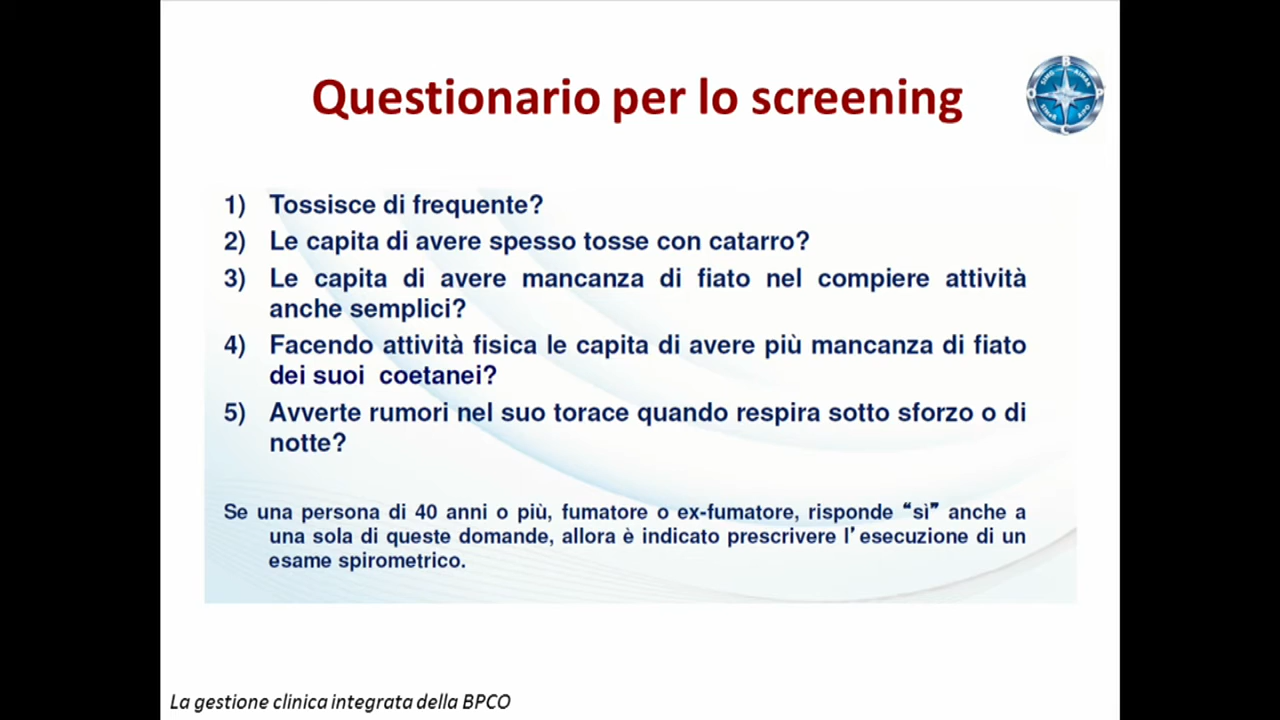 Questionario per lo screening
1) Tossisce di frequente?
2) Le capita di avere spesso tosse con catarro?
3) Le capita di avere mancanza di fiato nel compiere attività
anche semplici?
4) Facendo attività fisica le capita di avere più mancanza di fiato
dei suoi coetanei?
5) Avverte rumori nel suo torace quando respira sotto sforzo o di
notte?
Se una persona di 40 anni o più, fumatore o ex-fumatore, risponde “sì” anche a
una sola di queste domande, allora è indicato prescrivere l’esecuzione di un
esame spirometrico.
La gestione clinica integrata della BPCO